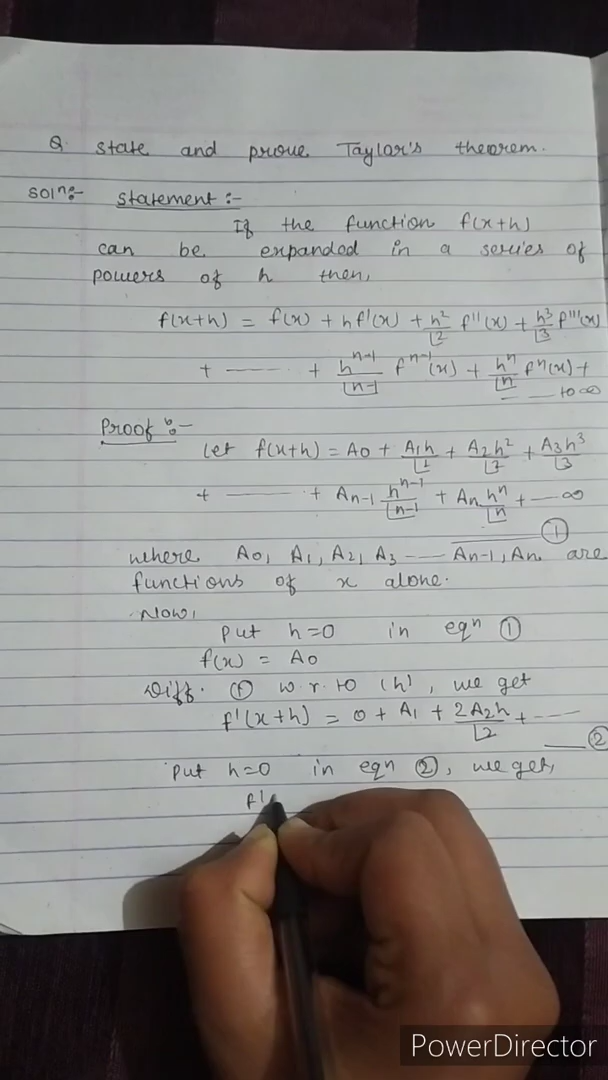 Q. state and prove Taylor's theorem.
Soln:- Statement :-
If the function f(x+h)
can be expanded in a series of
powers of h then,
f(x+h) = f(x) + hf'(x) + h²/⌊2 f''(x) + h³/⌊3 f'''(x)
+ ------ + hⁿ⁻¹/⌊n-1 fⁿ⁻¹(x) + hⁿ/⌊n fⁿ(x) +
-- -- to ∞
Proof :-
Let f(x+h) = A0 + A1h/⌊1 + A2h²/⌊2 + A3h³/⌊3
+ ------ + An-1 hⁿ⁻¹/⌊n-1 + An hⁿ/⌊n + --- ∞
------ ①
where A0, A1, A2, A3 ---- An-1, An are
functions of x alone.
Now,
put h=0 in eqn ①
f(x) = A0
Diff. ① w.r.to 'h', we get
f'(x+h) = 0 + A1 + 2A2h/⌊2 + ----
---- ②
put h=0 in eqn ②, we get,
f'(
PowerDirector